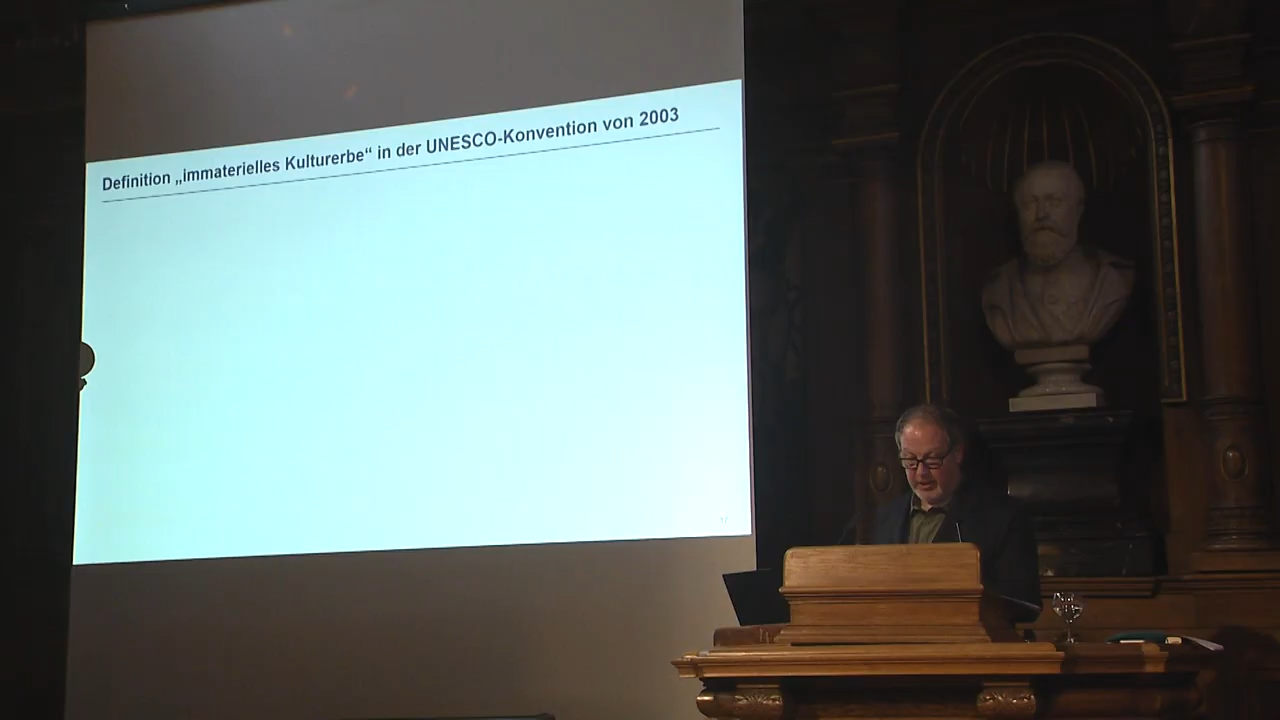 Definition „immaterielles Kulturerbe“ in der UNESCO-Konvention von 2003